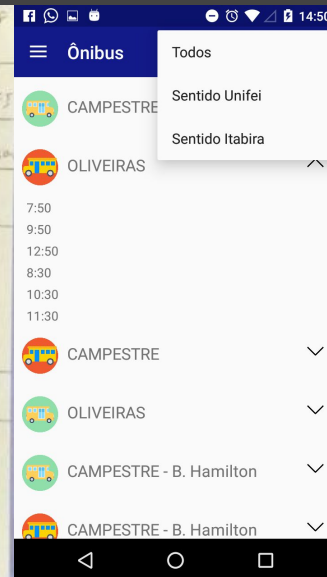 14:50
Ônibus
Todos
Sentido Unifei
Sentido Itabira
CAMPESTRE
OLIVEIRAS
7:50
9:50
12:50
8:30
10:30
11:30
CAMPESTRE
OLIVEIRAS
CAMPESTRE - B. Hamilton
CAMPESTRE - B. Hamilton